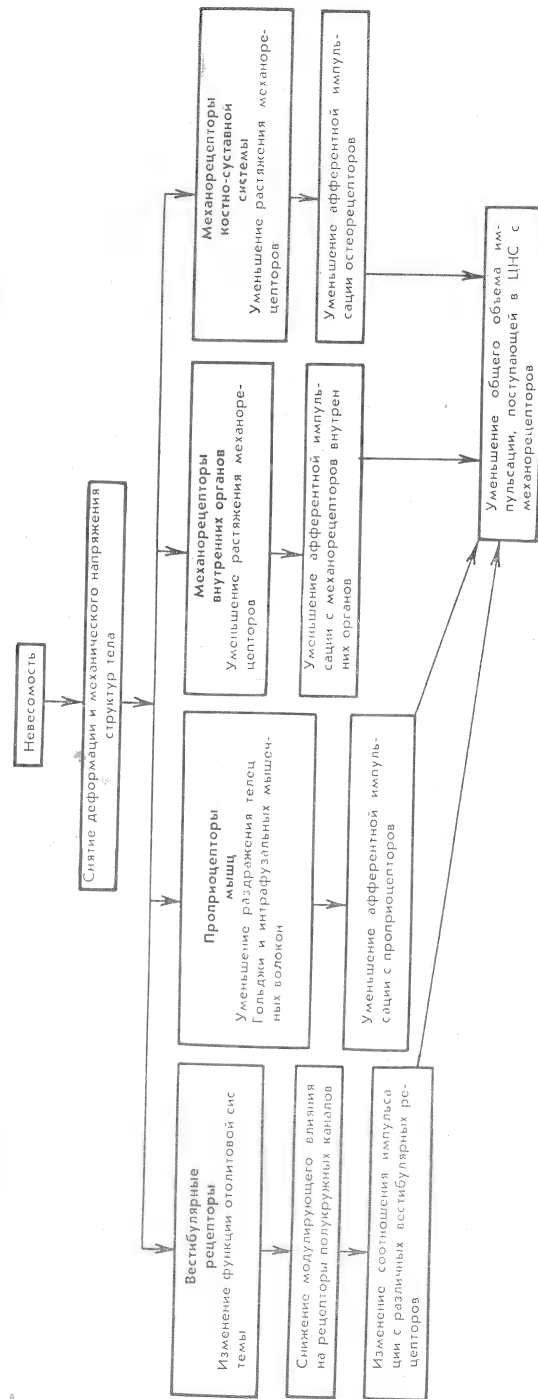 Невесомость
Снятие деформации и механического напряжения
структур тела
Вестибулярные
рецепторы
Изменение функции отолитовой сис
темы
Снижение модулирующего влияния
на рецепторы полукружных каналов
Изменение соотношения импульса
ции с различных вестибулярных ре-
цепторов
Проприоцепторы
мышц
Уменьшение раздражения телец
Гольджи и интрафузальных мышеч-
ных волокон
Уменьшение афферентной импуль-
сации с проприоцепторов
Механорецепторы
внутренних органов
Уменьшение растяжения механоре-
цепторов
Уменьшение афферентной импуль-
сации с механорецепторов внутрен
них органов
Механорецепторы
костно-суставной
системы
Уменьшение растяжения механоре-
цепторов
Уменьшение афферентной импуль-
сации остеорецепторов
Уменьшение общего объема им-
пульсации, поступающей в ЦНС с
механорецепторов